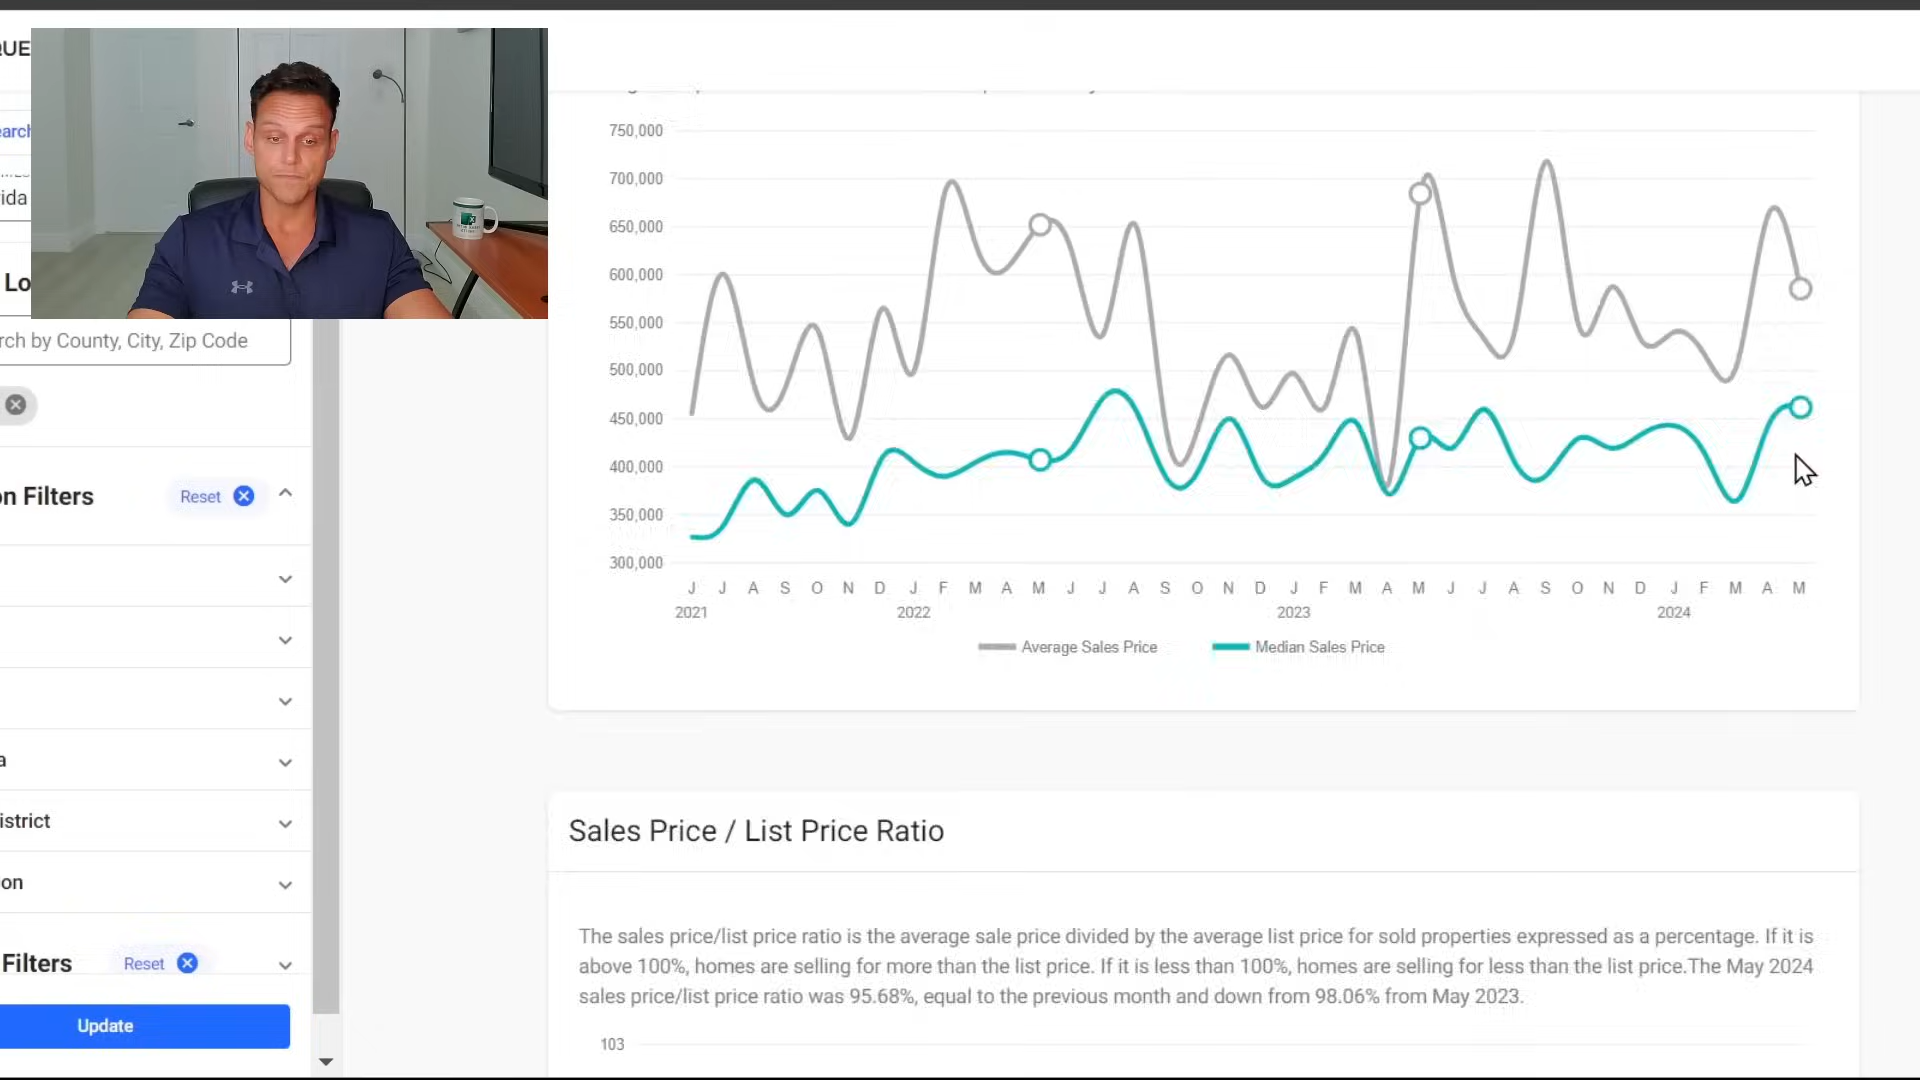 QUE
earch
ida
Lo
rch by County, City, Zip Code
on Filters
Reset
a
istrict
on
Filters
Reset
Update
750,000
700,000
650,000
600,000
550,000
500,000
450,000
400,000
350,000
300,000
J J A S O N D J F M A M J J A S O N D J F M A M J J A S O N D J F M A M
2021 2022 2023 2024
Average Sales Price Median Sales Price
Sales Price / List Price Ratio
The sales price/list price ratio is the average sale price divided by the average list price for sold properties expressed as a percentage. If it is
above 100%, homes are selling for more than the list price. If it is less than 100%, homes are selling for less than the list price.The May 2024
sales price/list price ratio was 95.68%, equal to the previous month and down from 98.06% from May 2023.
103